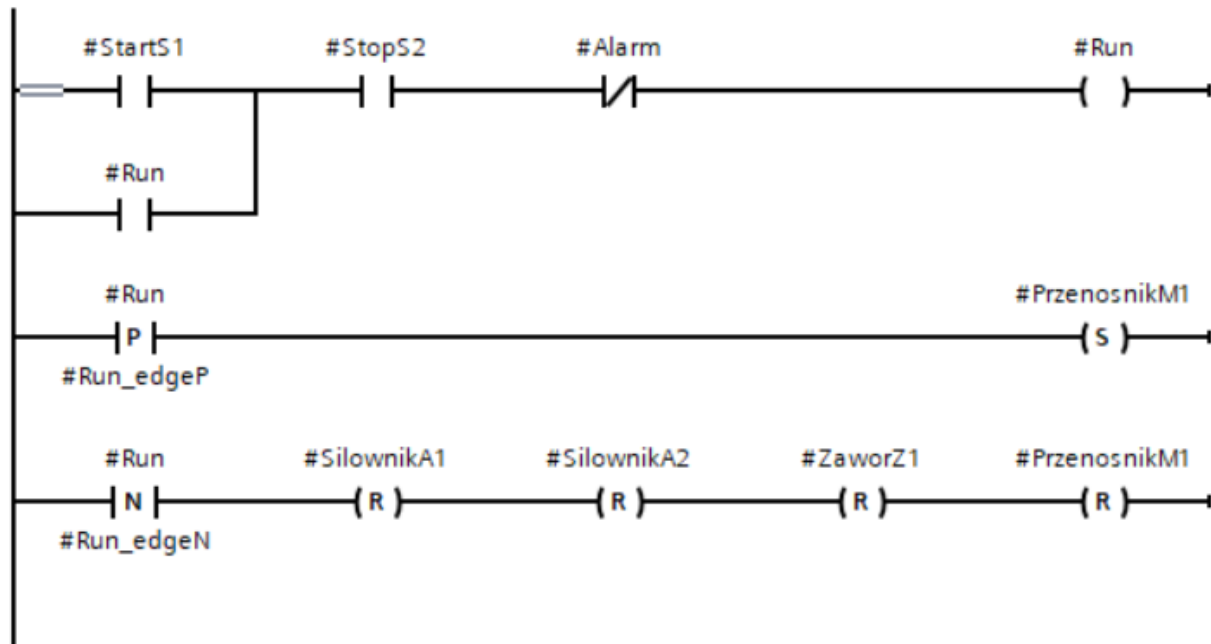 #StartS1 #StopS2 #Alarm #Run
#Run
#Run #PrzenosnikM1
P S
#Run_edgeP
#Run #SilownikA1 #SilownikA2 #ZaworZ1 #PrzenosnikM1
N R R R R
#Run_edgeN